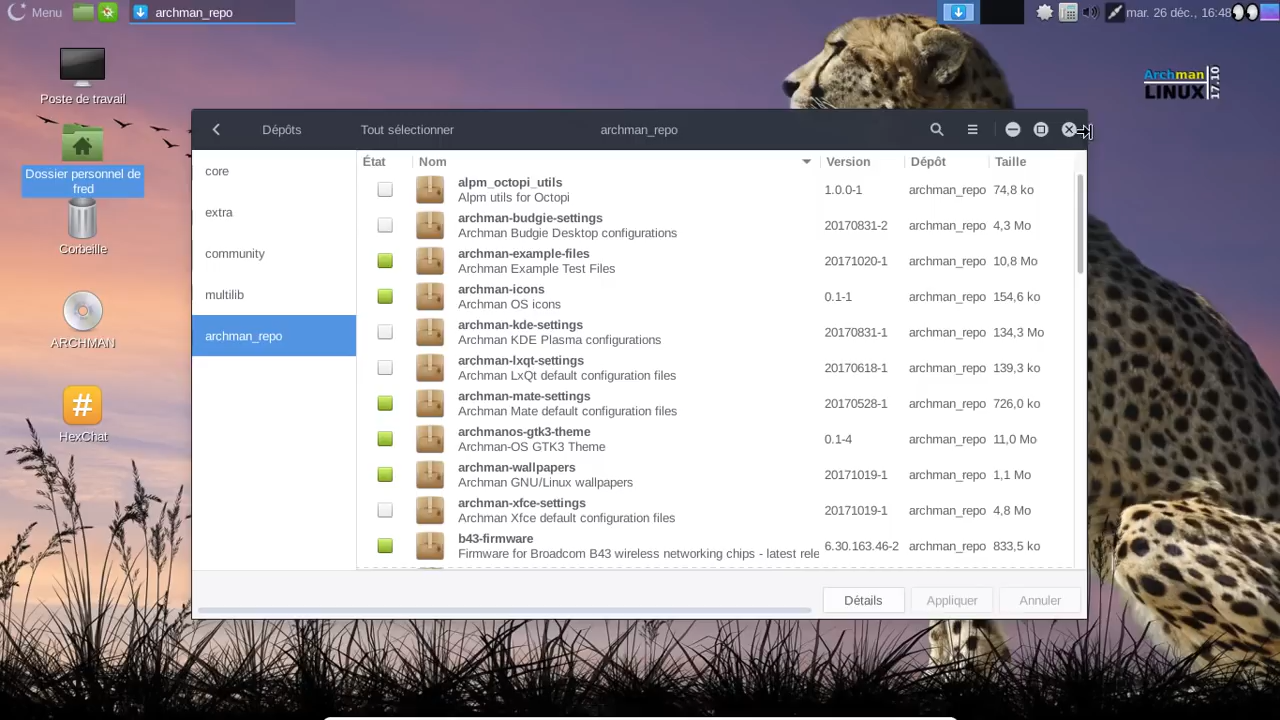 Menu
archman_repo
mar. 26 déc., 16:48
Poste de travail
Dossier personnel de
fred
Corbeille
ARCHMAN
HexChat
#
Archman
LINUX
17.10
Dépôts
Tout sélectionner
archman_repo
core
extra
community
multilib
archman_repo
État Nom Version Dépôt Taille
alpm_octopi_utils
Alpm utils for Octopi
1.0.0-1 archman_repo 74,8 ko
archman-budgie-settings
Archman Budgie Desktop configurations
20170831-2 archman_repo 4,3 Mo
archman-example-files
Archman Example Test Files
20171020-1 archman_repo 10,8 Mo
archman-icons
Archman OS icons
0.1-1 archman_repo 154,6 ko
archman-kde-settings
Archman KDE Plasma configurations
20170831-1 archman_repo 134,3 Mo
archman-lxqt-settings
Archman LxQt default configuration files
20170618-1 archman_repo 139,3 ko
archman-mate-settings
Archman Mate default configuration files
20170528-1 archman_repo 726,0 ko
archmanos-gtk3-theme
Archman-OS GTK3 Theme
0.1-4 archman_repo 11,0 Mo
archman-wallpapers
Archman GNU/Linux wallpapers
20171019-1 archman_repo 1,1 Mo
archman-xfce-settings
Archman Xfce default configuration files
20171019-1 archman_repo 4,8 Mo
b43-firmware
Firmware for Broadcom B43 wireless networking chips - latest rele
6.30.163.46-2 archman_repo 833,5 ko
Détails
Appliquer
Annuler